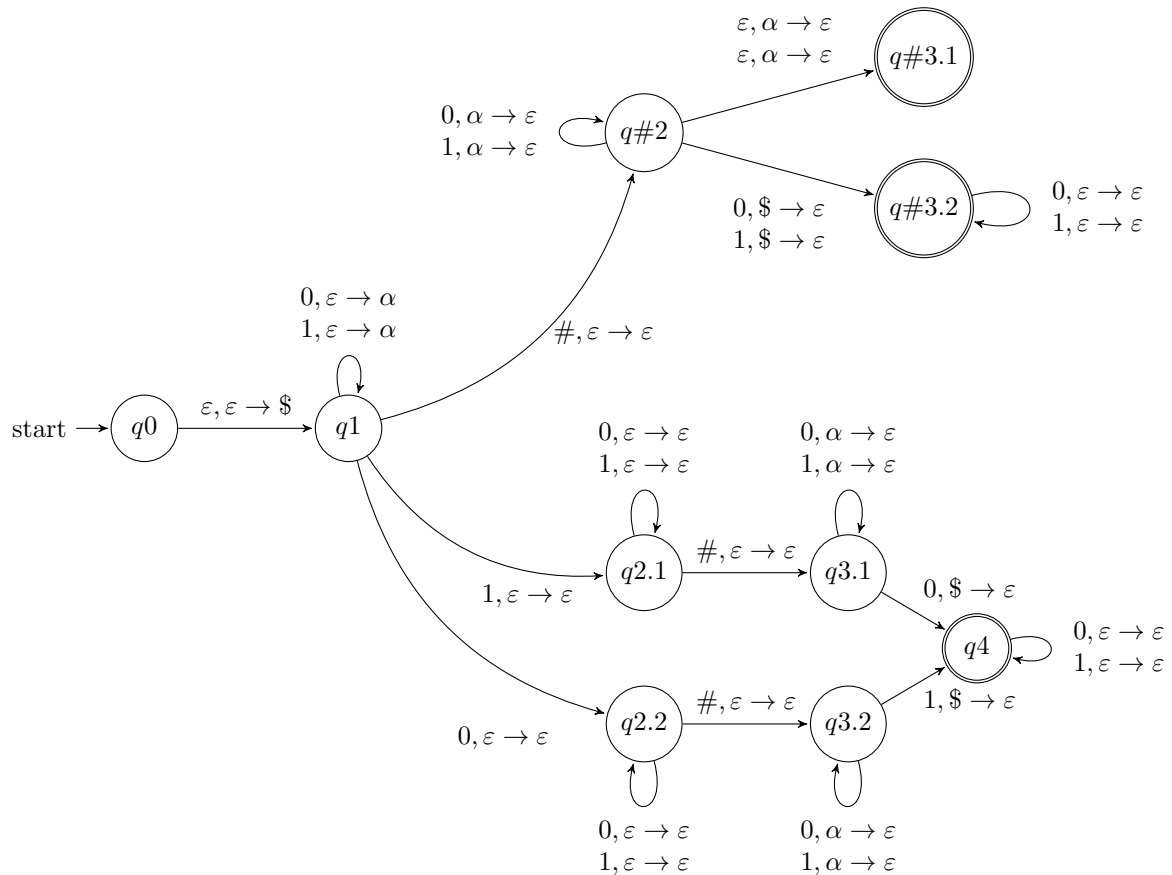 ε, α → ε
ε, α → ε
q#3.1
0, α → ε
1, α → ε
q#2
q#3.2
0, ε → ε
1, ε → ε
0, $ → ε
1, $ → ε
0, ε → α
1, ε → α
#, ε → ε
start
q0
ε, ε → $
q1
0, ε → ε
1, ε → ε
0, α → ε
1, α → ε
q2.1
#, ε → ε
q3.1
1, ε → ε
0, $ → ε
q4
0, ε → ε
1, ε → ε
1, $ → ε
0, ε → ε
q2.2
#, ε → ε
q3.2
0, ε → ε
1, ε → ε
0, α → ε
1, α → ε